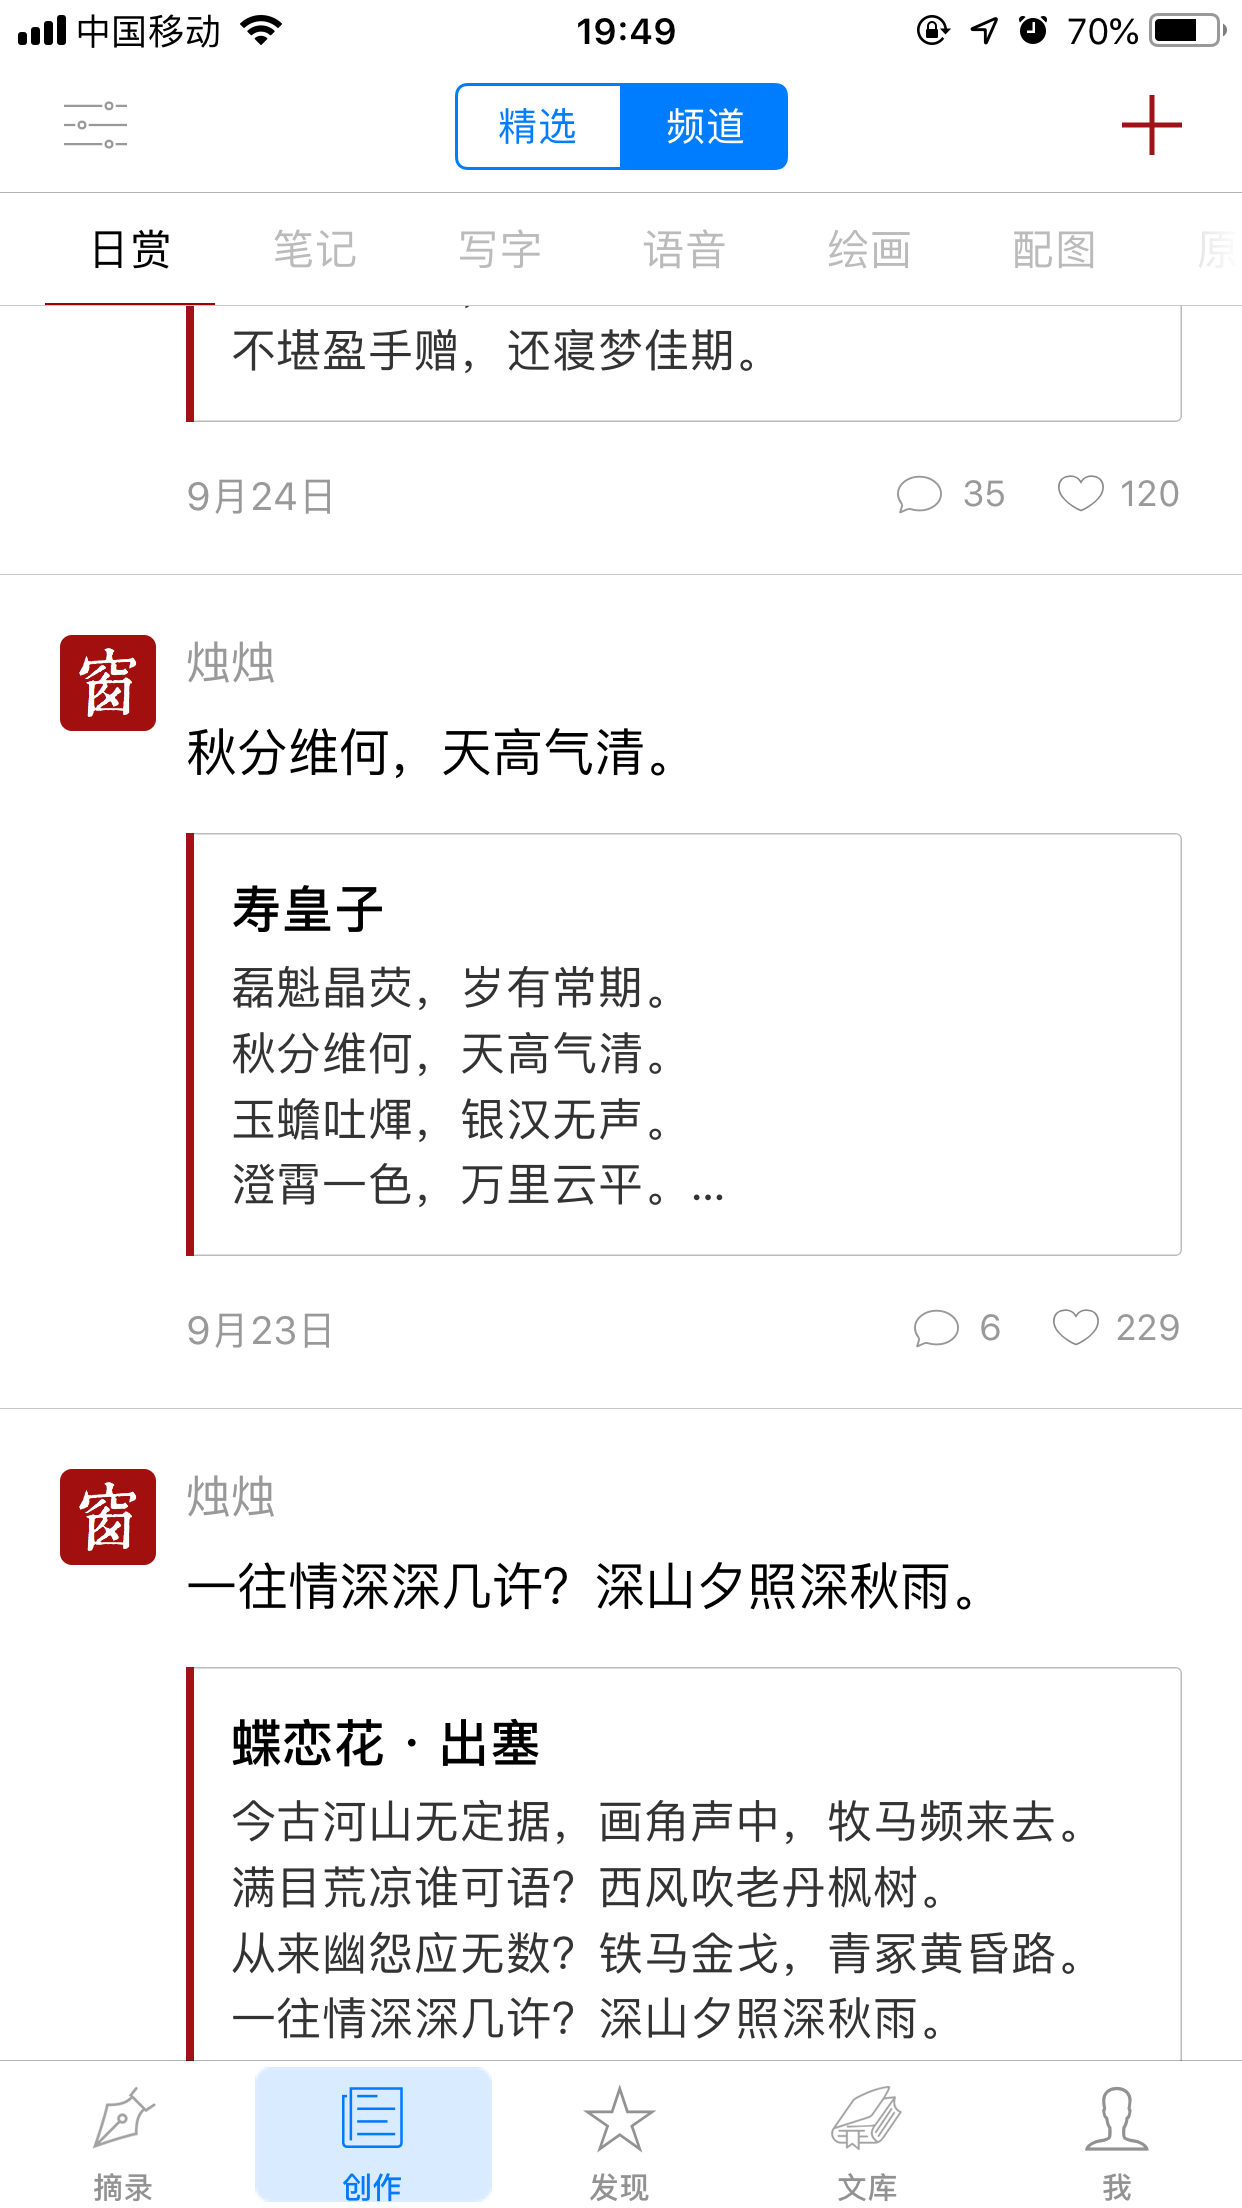 中国移动 19:49 70%
精选 频道
日赏 笔记 写字 语音 绘画 配图 原
不堪盈手赠，还寝梦佳期。
9月24日 35 120
窗 烛烛
秋分维何，天高气清。
寿皇子
磊魁晶荧，岁有常期。
秋分维何，天高气清。
玉蟾吐煇，银汉无声。
澄霄一色，万里云平。...
9月23日 6 229
窗 烛烛
一往情深深几许？深山夕照深秋雨。
蝶恋花 · 出塞
今古河山无定据，画角声中，牧马频来去。
满目荒凉谁可语？西风吹老丹枫树。
从来幽怨应无数？铁马金戈，青冢黄昏路。
一往情深深几许？深山夕照深秋雨。
摘录 创作 发现 文库 我